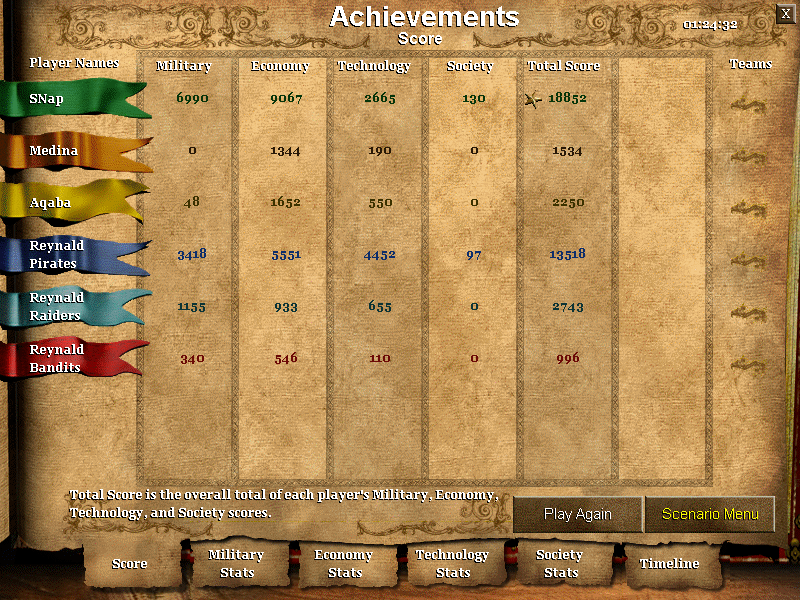 Achievements
Score
01:24:32
X
Player Names Military Economy Technology Society Total Score Teams
SNap 6990 9067 2665 130 18852
Medina 0 1344 190 0 1534
Aqaba 48 1652 550 0 2250
Reynald
Pirates 3418 5551 4452 97 13518
Reynald
Raiders 1155 933 655 0 2743
Reynald
Bandits 340 546 110 0 996
Total Score is the overall total of each player's Military, Economy,
Technology, and Society scores.
Play Again Scenario Menu
Score
Military
Stats
Economy
Stats
Technology
Stats
Society
Stats
Timeline